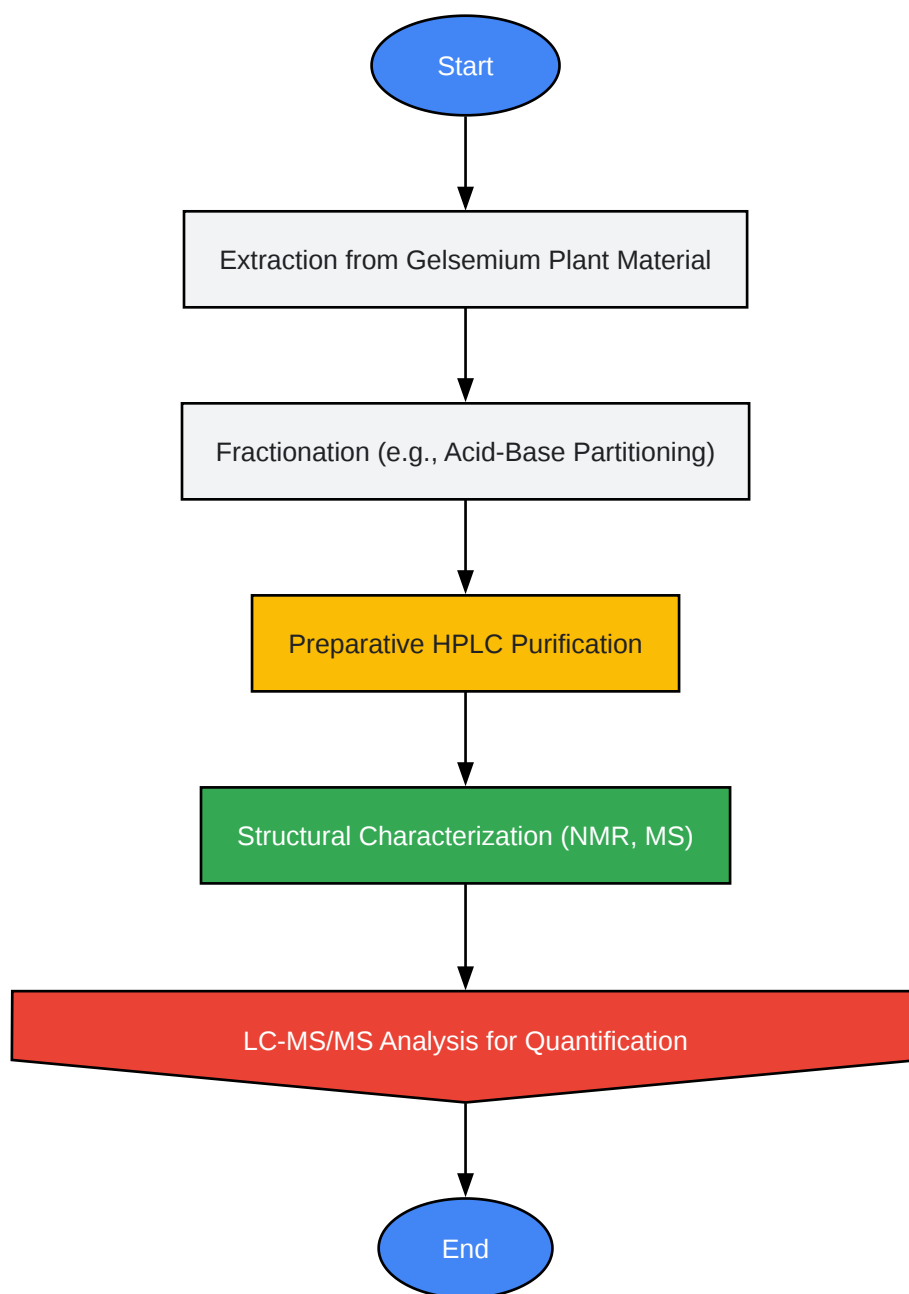 Start
Extraction from Gelsemium Plant Material
Fractionation (e.g., Acid-Base Partitioning)
Preparative HPLC Purification
Structural Characterization (NMR, MS)
LC-MS/MS Analysis for Quantification
End